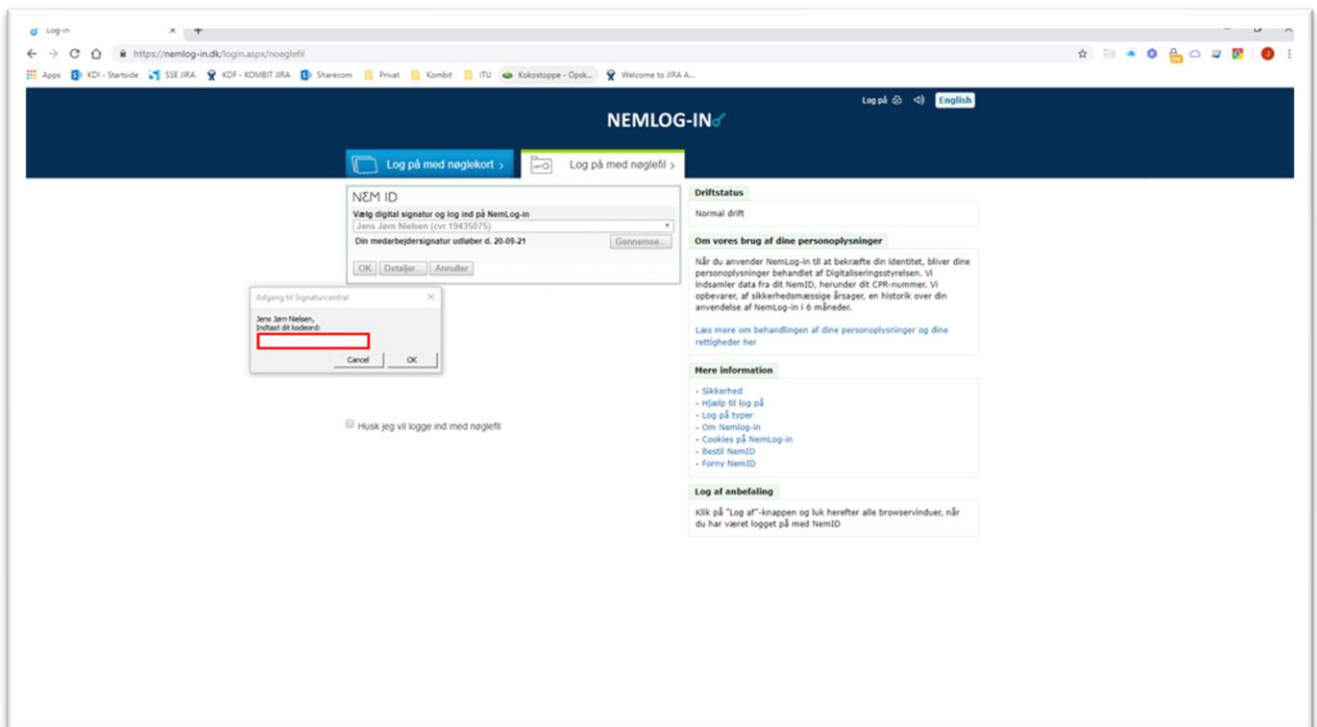 Log-in
https://nemlog-in.dk/login.aspx/noeglefil
Apps KDI - Startside SSE JIRA KDF - KOMBIT JIRA Sharecom Privat Kombit ITU Kokostoppe - Opsk... Welcome to JIRA A...
Log på English
NEMLOG-IN
Log på med nøglekort >
Log på med nøglefil >
NEM ID
Vælg digital signatur og log ind på NemLog-in
Jens Jørn Nielsen (cvr:19435075)
Din medarbejdersignatur udløber d. 20-09-21 Gennemse...
OK Detaljer... Annuller
Adgang til Signaturcentral
Jens Jørn Nielsen,
Indtast dit kodeord:
Cancel OK
Husk jeg vil logge ind med nøglefil
Driftstatus
Normal drift
Om vores brug af dine personoplysninger
Når du anvender NemLog-in til at bekræfte din identitet, bliver dine
personoplysninger behandlet af Digitaliseringsstyrelsen. Vi
indsamler data fra dit NemID, herunder dit CPR-nummer. Vi
opbevarer, af sikkerhedsmæssige årsager, en historik over din
anvendelse af NemLog-in i 6 måneder.
Læs mere om behandlingen af dine personoplysninger og dine
rettigheder her
Mere information
- Sikkerhed
- Hjælp til log på
- Log på typer
- Om Nemlog-in
- Cookies på NemLog-in
- Bestil NemID
- Forny NemID
Log af anbefaling
Klik på "Log af"-knappen og luk herefter alle browservinduer, når
du har været logget på med NemID